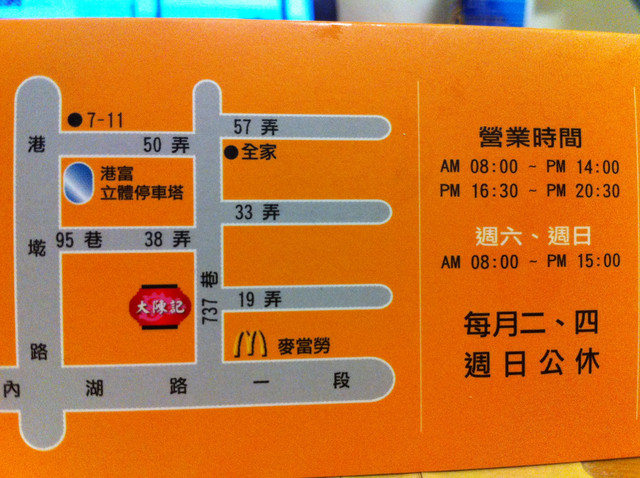 7-11
港墘路
50 弄
57 弄
全家
港富
立體停車塔
33 弄
95 巷
38 弄
737 巷
大陳記
19 弄
麥當勞
內湖路一段
營業時間
AM 08:00 ~ PM 14:00
PM 16:30 ~ PM 20:30
週六、週日
AM 08:00 ~ PM 15:00
每月二、四
週日公休